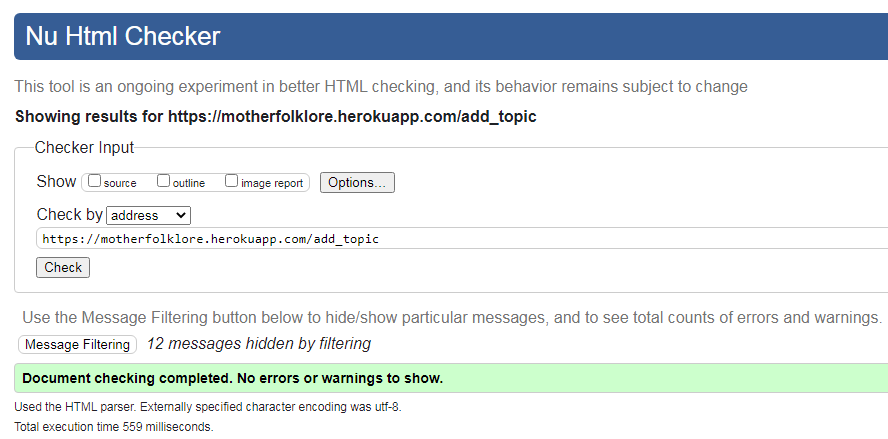 Nu Html Checker
This tool is an ongoing experiment in better HTML checking, and its behavior remains subject to change
Showing results for https://motherfolklore.herokuapp.com/add_topic
Checker Input
Show source outline image report Options...
Check by address
https://motherfolklore.herokuapp.com/add_topic
Check
Use the Message Filtering button below to hide/show particular messages, and to see total counts of errors and warnings.
Message Filtering 12 messages hidden by filtering
Document checking completed. No errors or warnings to show.
Used the HTML parser. Externally specified character encoding was utf-8.
Total execution time 559 milliseconds.